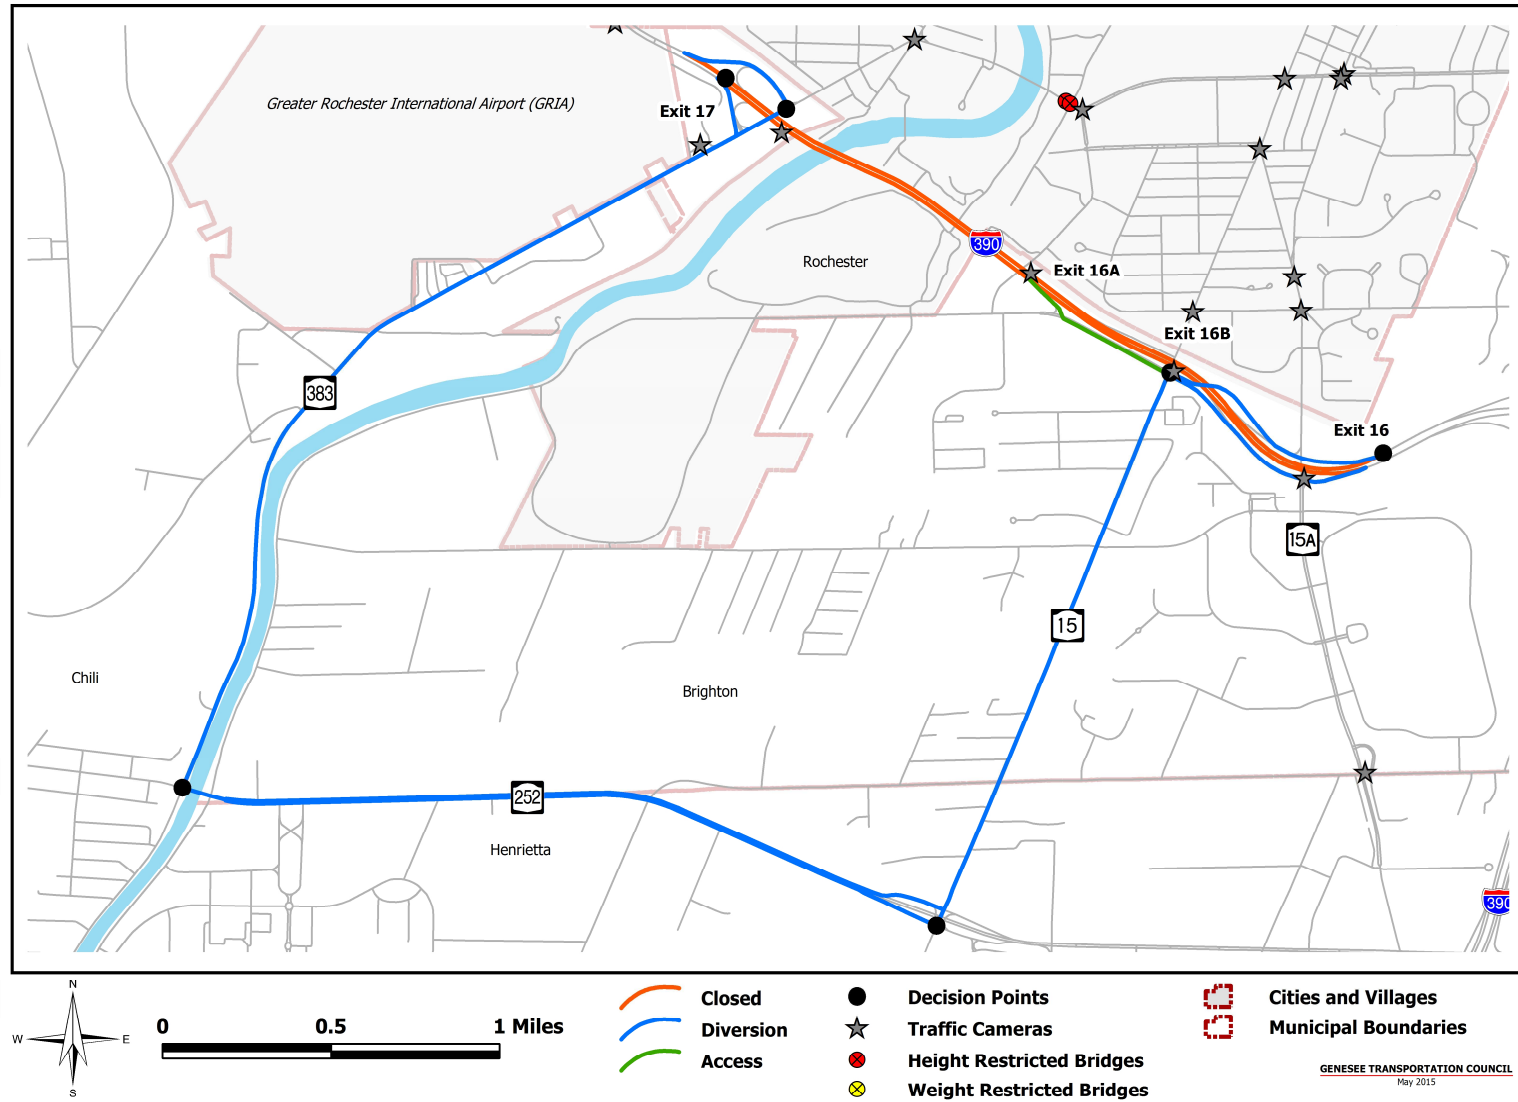 Greater Rochester International Airport (GRIA)
Exit 17
Rochester
390
Exit 16A
Exit 16B
383
Exit 16
15A
15
Chili
Brighton
252
Henrietta
390
N
W
E
S
0
0.5
1 Miles
Closed
Diversion
Access
Decision Points
Traffic Cameras
Height Restricted Bridges
Weight Restricted Bridges
Cities and Villages
Municipal Boundaries
GENESEE TRANSPORTATION COUNCIL
May 2015